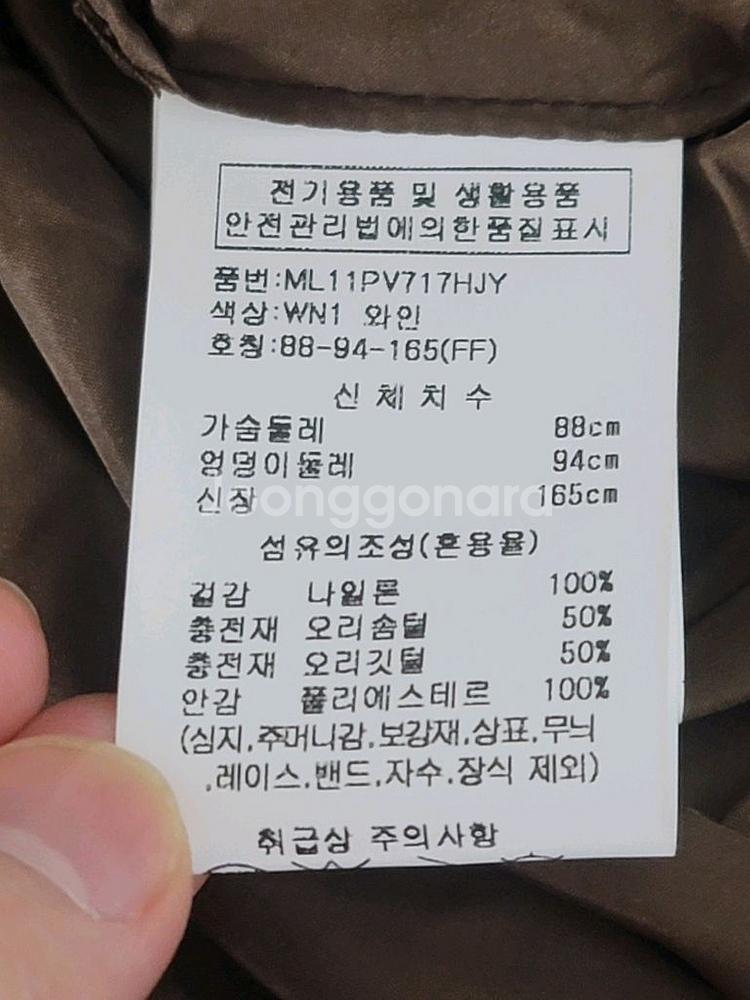 전기용품 및 생활용품
안전관리법에의한품질표시
품번:ML11PV717HJY
색상:WN1 와인
호칭:88-94-165(FF)
신체치수
가슴둘레 88cm
엉덩이둘레 94cm
신장 165cm
joonggonara
섬유의조성(혼용율)
겉감 나일론 100%
충전재 오리솜털 50%
충전재 오리깃털 50%
안감 폴리에스테르 100%
(심지,주머니감,보강재,상표,무늬
,레이스,밴드,자수,장식 제외)
취급상 주의사항